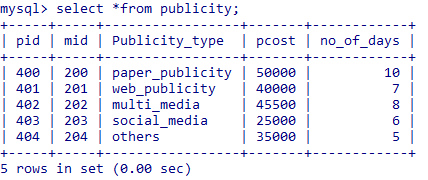 mysql> select *from publicity;
+-----+-----+-----------------+-------+------------+
| pid | mid | Publicity_type  | pcost | no_of_days |
+-----+-----+-----------------+-------+------------+
| 400 | 200 | paper_publicity | 50000 |         10 |
| 401 | 201 | web_publicity   | 40000 |          7 |
| 402 | 202 | multi_media     | 45500 |          8 |
| 403 | 203 | social_media    | 25000 |          6 |
| 404 | 204 | others          | 35000 |          5 |
+-----+-----+-----------------+-------+------------+
5 rows in set (0.00 sec)